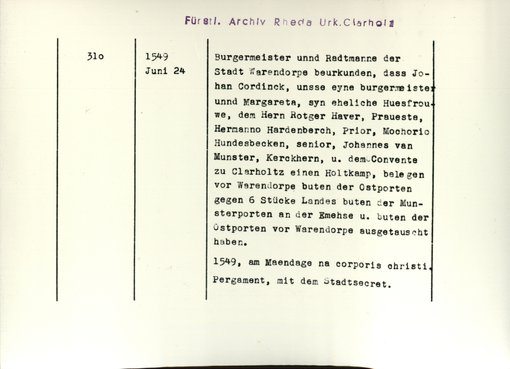 Fürstl. Archiv Rheda Urk.Clarholz
31o
1549
Juni 24
Burgermeister unnd Radtmanne der
Stadt Warendorpe beurkunden, dass Jo-
han Cordinck, unsse eyne burgermeister
unnd Margareta, syn eheliche Huesfrou-
we, dem Hern Rotger Haver, Praueste,
Hermanno Hardenberch, Prior, Mochorio
Hundesbecken, senior, Johannes van
Munster, Kerckhern, u. dem Convente
zu Clarholtz einen Holtkamp, belegen
vor Warendorpe buten der Ostporten
gegen 6 Stücke Landes buten der Mun-
sterporten an der Emehse u. buten der
Ostporten vor Warendorpe ausgetauscht
haben.
1549, am Maendage na corporis christi.
Pergament, mit dem Stadtsecret.